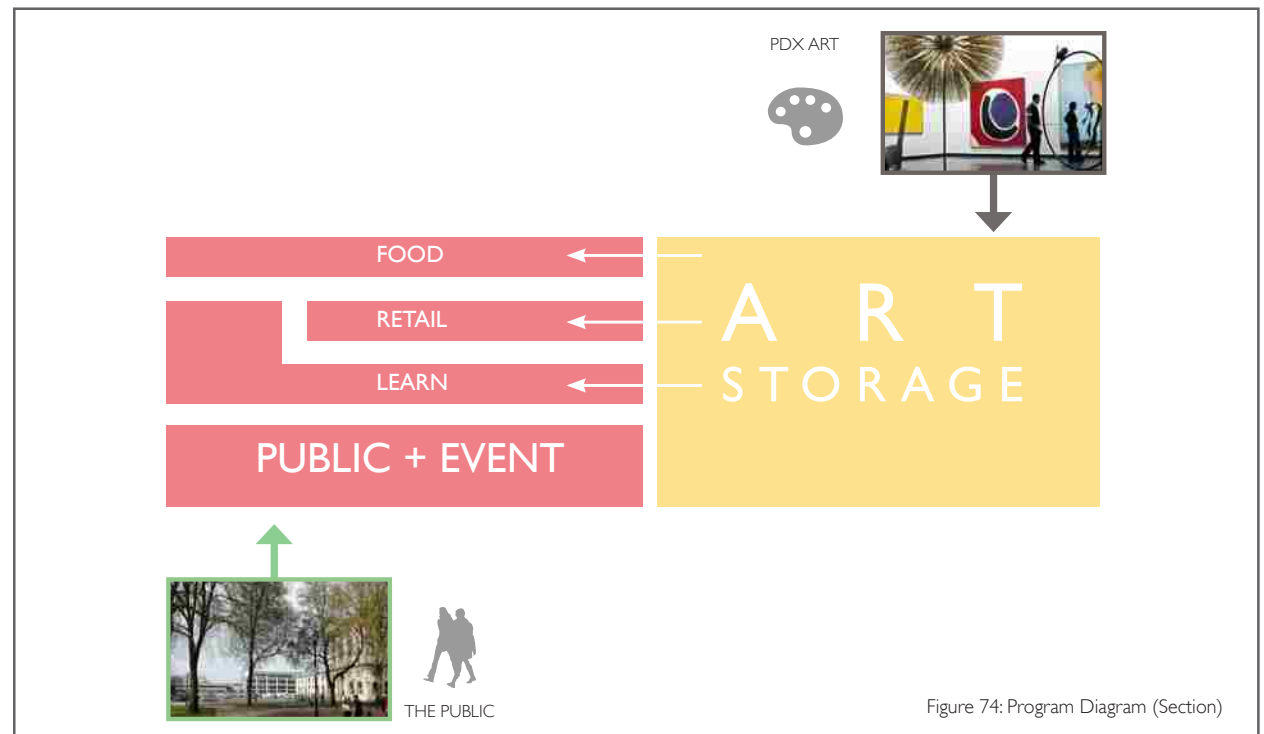 PDX ART
FOOD
RETAIL
LEARN
PUBLIC + EVENT
A R T
STORAGE
THE PUBLIC
Figure 74: Program Diagram (Section)